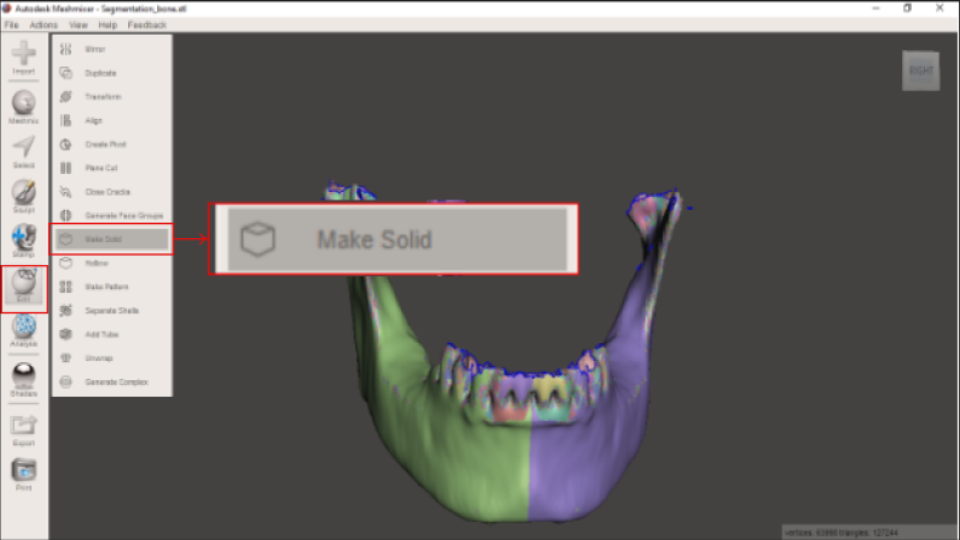 Autodesk Meshmixer - Segmentation_bone.stl
File Actions View Help Feedback
Import
Meshmix
Select
Sculpt
Stamp
Edit
Analysis
Shaders
Export
Print
Mirror
Duplicate
Transform
Align
Create Pivot
Plane Cut
Close Cracks
Generate Face Groups
Make Solid
Hollow
Make Pattern
Separate Shells
Add Tube
Unwrap
Generate Complex
Make Solid
RIGHT
vertices: 63666 triangles: 127244